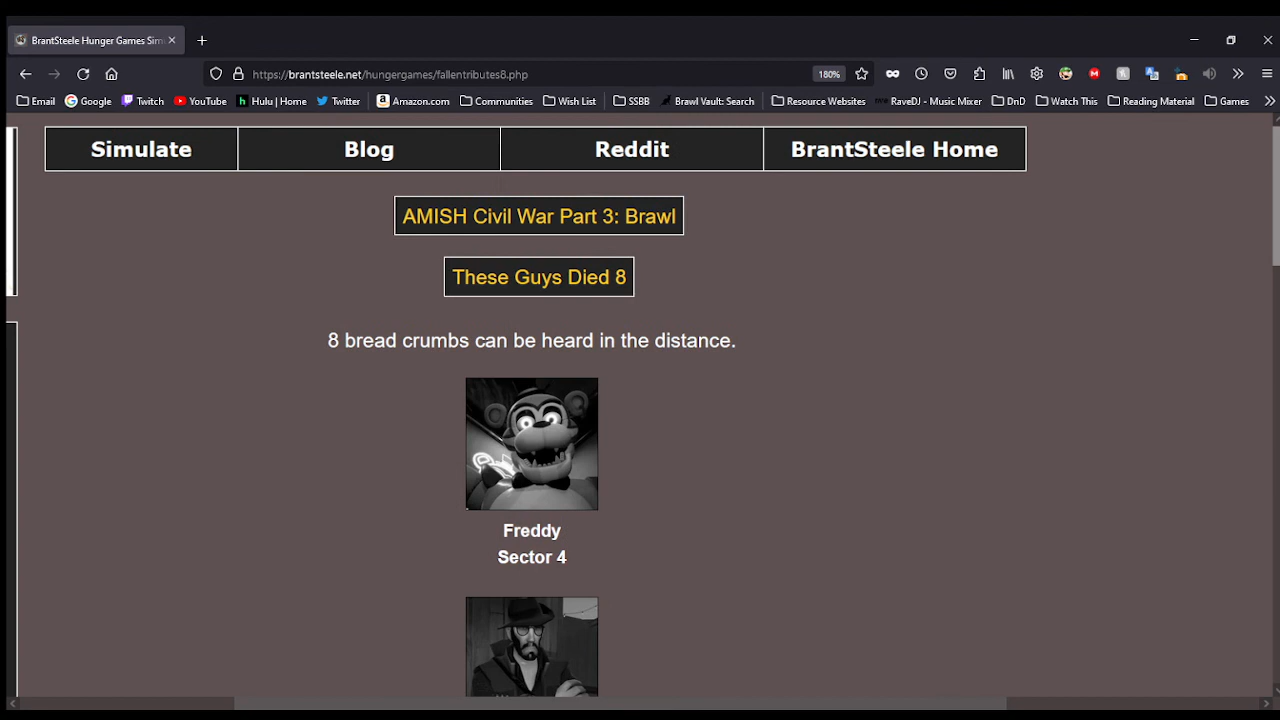 BrantSteele Hunger Games Sim
https://brantsteele.net/hungergames/fallentributes8.php
180%
Email Google Twitch YouTube Hulu | Home Twitter Amazon.com Communities Wish List SSBB Brawl Vault: Search Resource Websites RaveDJ - Music Mixer DnD Watch This Reading Material Games
Simulate Blog Reddit BrantSteele Home
AMISH Civil War Part 3: Brawl
These Guys Died 8
8 bread crumbs can be heard in the distance.
Freddy
Sector 4